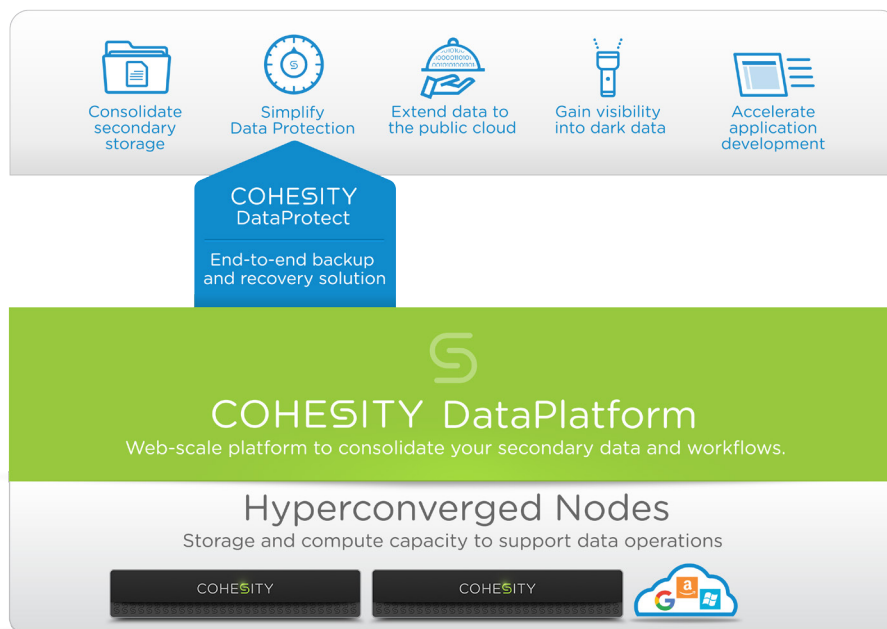 Consolidate
secondary
storage
Simplify
Data Protection
Extend data to
the public cloud
Gain visibility
into dark data
Accelerate
application
development
COHESITY
DataProtect
End-to-end backup
and recovery solution
COHESITY DataPlatform
Web-scale platform to consolidate your secondary data and workflows.
Hyperconverged Nodes
Storage and compute capacity to support data operations
COHESITY
COHESITY